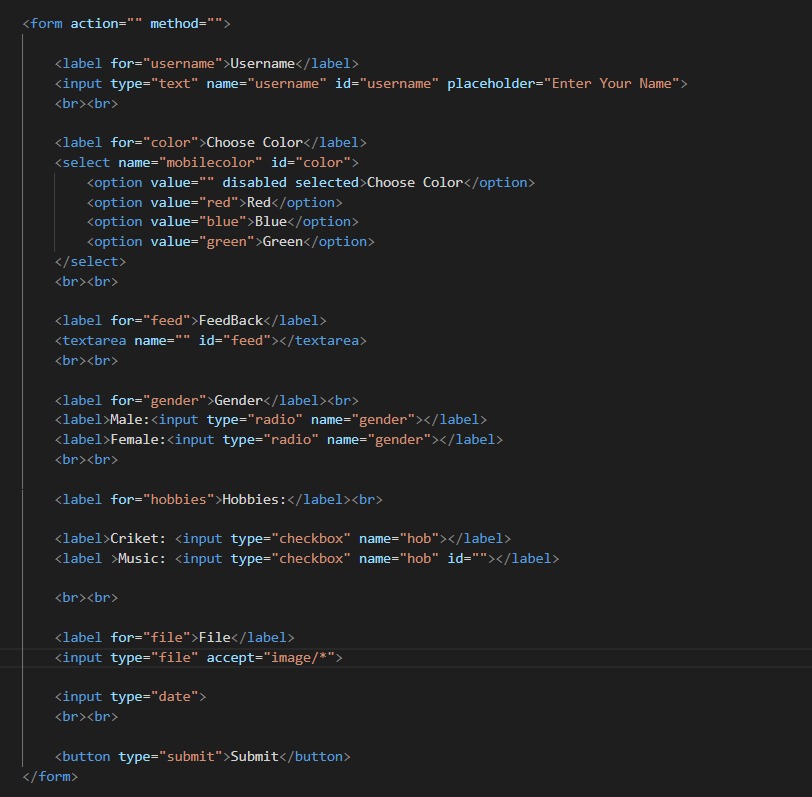 <form action="" method="">
<label for="username">Username</label>
<input type="text" name="username" id="username" placeholder="Enter Your Name">
<br><br>
<label for="color">Choose Color</label>
<select name="mobilecolor" id="color">
<option value="" disabled selected>Choose Color</option>
<option value="red">Red</option>
<option value="blue">Blue</option>
<option value="green">Green</option>
</select>
<br><br>
<label for="feed">FeedBack</label>
<textarea name="" id="feed"></textarea>
<br><br>
<label for="gender">Gender</label><br>
<label>Male:<input type="radio" name="gender"></label>
<label>Female:<input type="radio" name="gender"></label>
<br><br>
<label for="hobbies">Hobbies:</label><br>
<label>Criket: <input type="checkbox" name="hob"></label>
<label >Music: <input type="checkbox" name="hob" id=""></label>
<br><br>
<label for="file">File</label>
<input type="file" accept="image/*">
<input type="date">
<br><br>
<button type="submit">Submit</button>
</form>